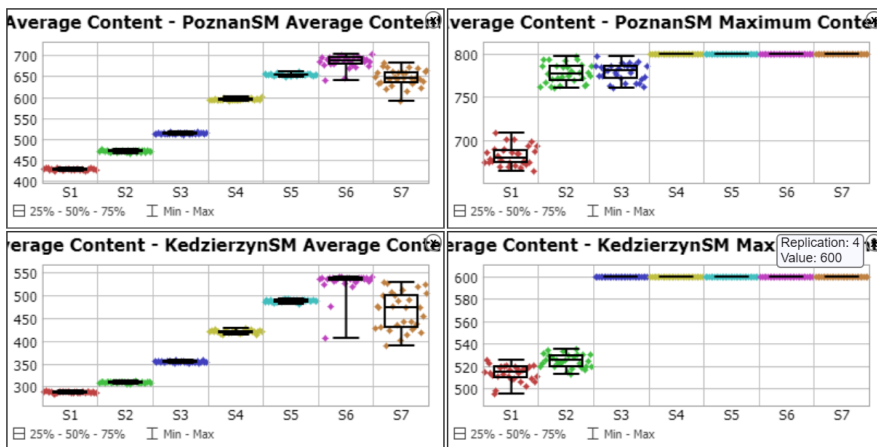 Average Content - PoznanSM Average Conte
700
650
600
550
500
450
400
S1 S2 S3 S4 S5 S6 S7
25% - 50% - 75% Min - Max
Average Content - PoznanSM Maximum Conte
800
750
700
S1 S2 S3 S4 S5 S6 S7
25% - 50% - 75% Min - Max
verage Content - KedzierzynSM Average Conte
550
500
450
400
350
300
S1 S2 S3 S4 S5 S6 S7
25% - 50% - 75% Min - Max
erage Content - KedzierzynSM Max
Replication: 4
Value: 600
600
580
560
540
520
500
S1 S2 S3 S4 S5 S6 S7
25% - 50% - 75% Min - Max